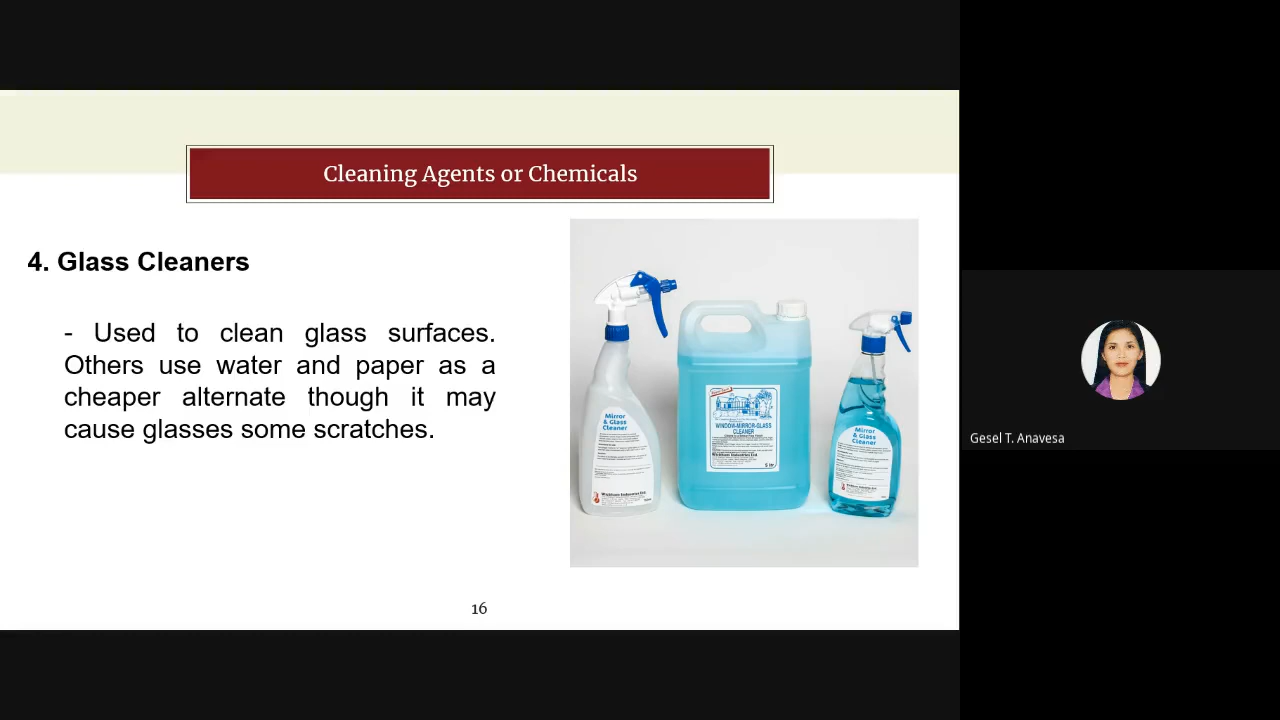 Cleaning Agents or Chemicals
4. Glass Cleaners
- Used to clean glass surfaces.
Others use water and paper as a
cheaper alternate though it may
cause glasses some scratches.
Mirror
& Glass
Cleaner
WINDOW-MIRROR-GLASS
CLEANER
5 ltr
Mirror
& Glass
Cleaner
Gesel T. Anavesa
16